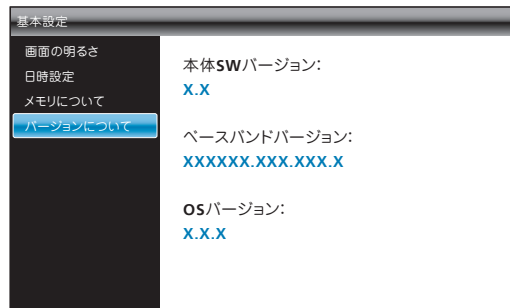 基本設定
画面の明るさ
日時設定
メモリについて
バージョンについて
本体SWバージョン：
X.X
ベースバンドバージョン：
XXXXXX.XXX.XXX.X
OSバージョン：
X.X.X